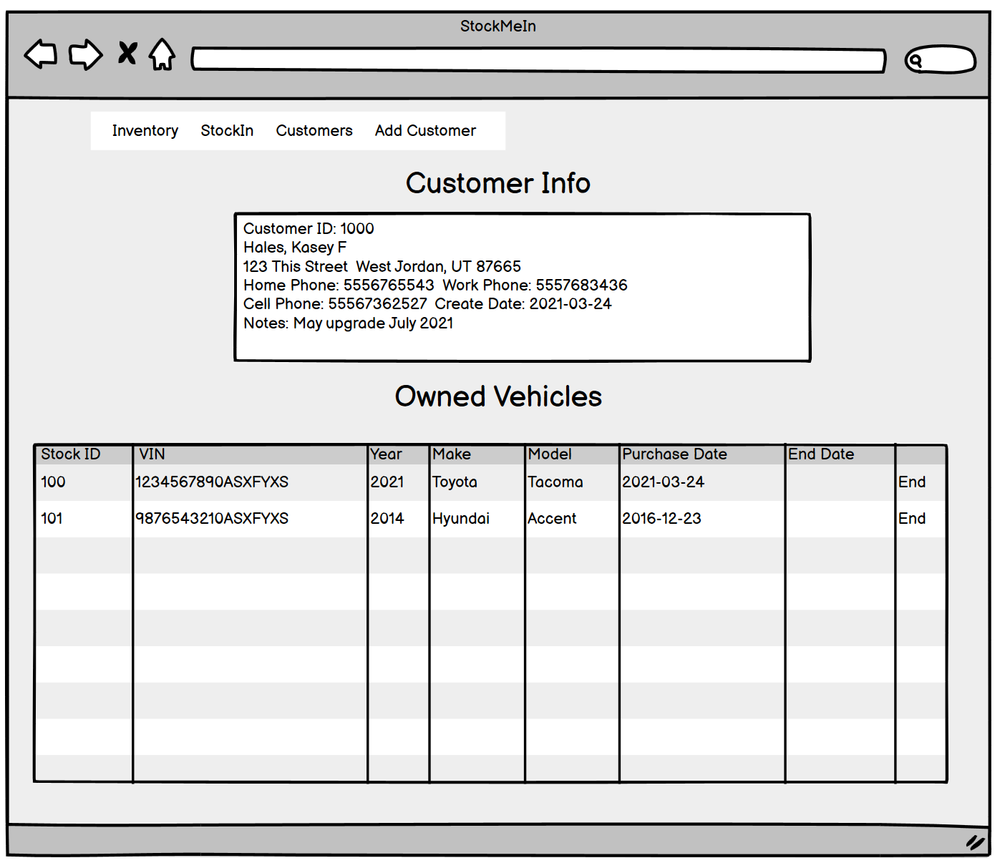 StockMeIn
Inventory StockIn Customers Add Customer
Customer Info
Customer ID: 1000
Hales, Kasey F
123 This Street  West Jordan, UT 87665
Home Phone: 5556765543  Work Phone: 5557683436
Cell Phone: 55567362527  Create Date: 2021-03-24
Notes: May upgrade July 2021
Owned Vehicles
Stock ID VIN Year Make Model Purchase Date End Date
100 1234567890ASXFYXS 2021 Toyota Tacoma 2021-03-24 End
101 9876543210ASXFYXS 2014 Hyundai Accent 2016-12-23 End